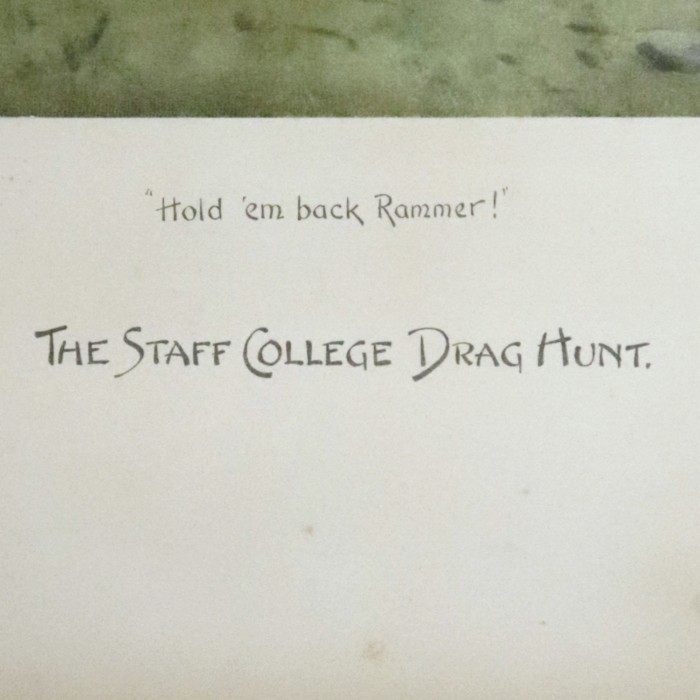 "Hold 'em back Rammer!"
THE STAFF COLLEGE DRAG HUNT.